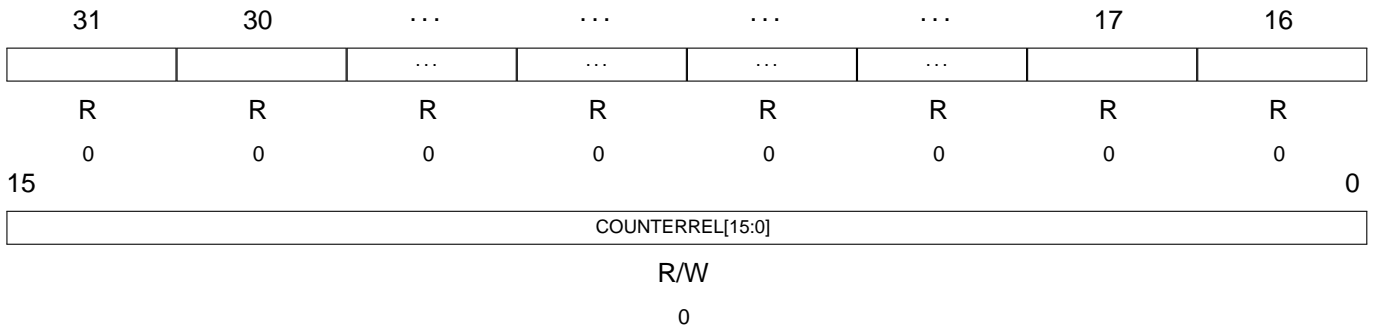 31 30 ... ... ... ... 17 16
... ... ... ...
R R R R R R R R
0 0 0 0 0 0 0 0
15 0
COUNTERREL[15:0]
R/W
0